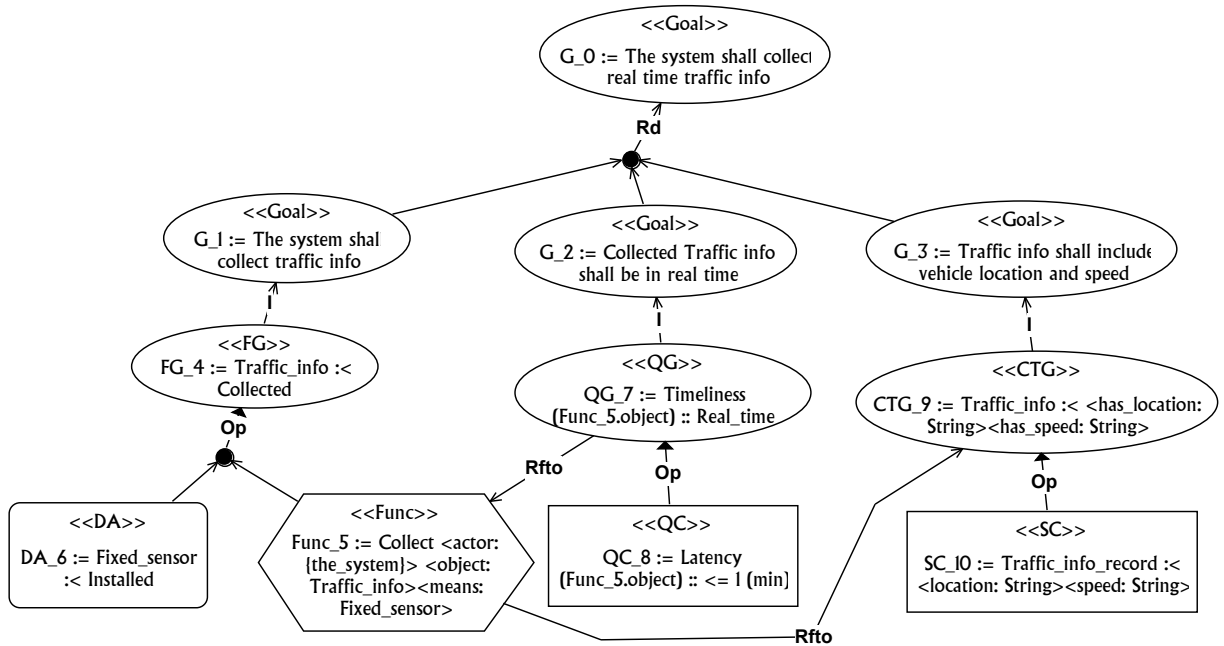 <<Goal>>
G_0 := The system shall collect
real time traffic info
Rd
<<Goal>>
G_1 := The system shall
collect traffic info
<<Goal>>
G_2 := Collected Traffic info
shall be in real time
<<Goal>>
G_3 := Traffic info shall include
vehicle location and speed
I
I
I
<<FG>>
FG_4 := Traffic_info :<
Collected
<<QG>>
QG_7 := Timeliness
(Func_5.object) :: Real_time
<<CTG>>
CTG_9 := Traffic_info :< <has_location:
String><has_speed: String>
Op
Rfto
Op
Op
<<DA>>
DA_6 := Fixed_sensor
:< Installed
<<Func>>
Func_5 := Collect <actor:
{the_system}> <object:
Traffic_info><means:
Fixed_sensor>
<<QC>>
QC_8 := Latency
(Func_5.object) :: <= 1 (min)
<<SC>>
SC_10 := Traffic_info_record :<
<location: String><speed: String>
Rfto